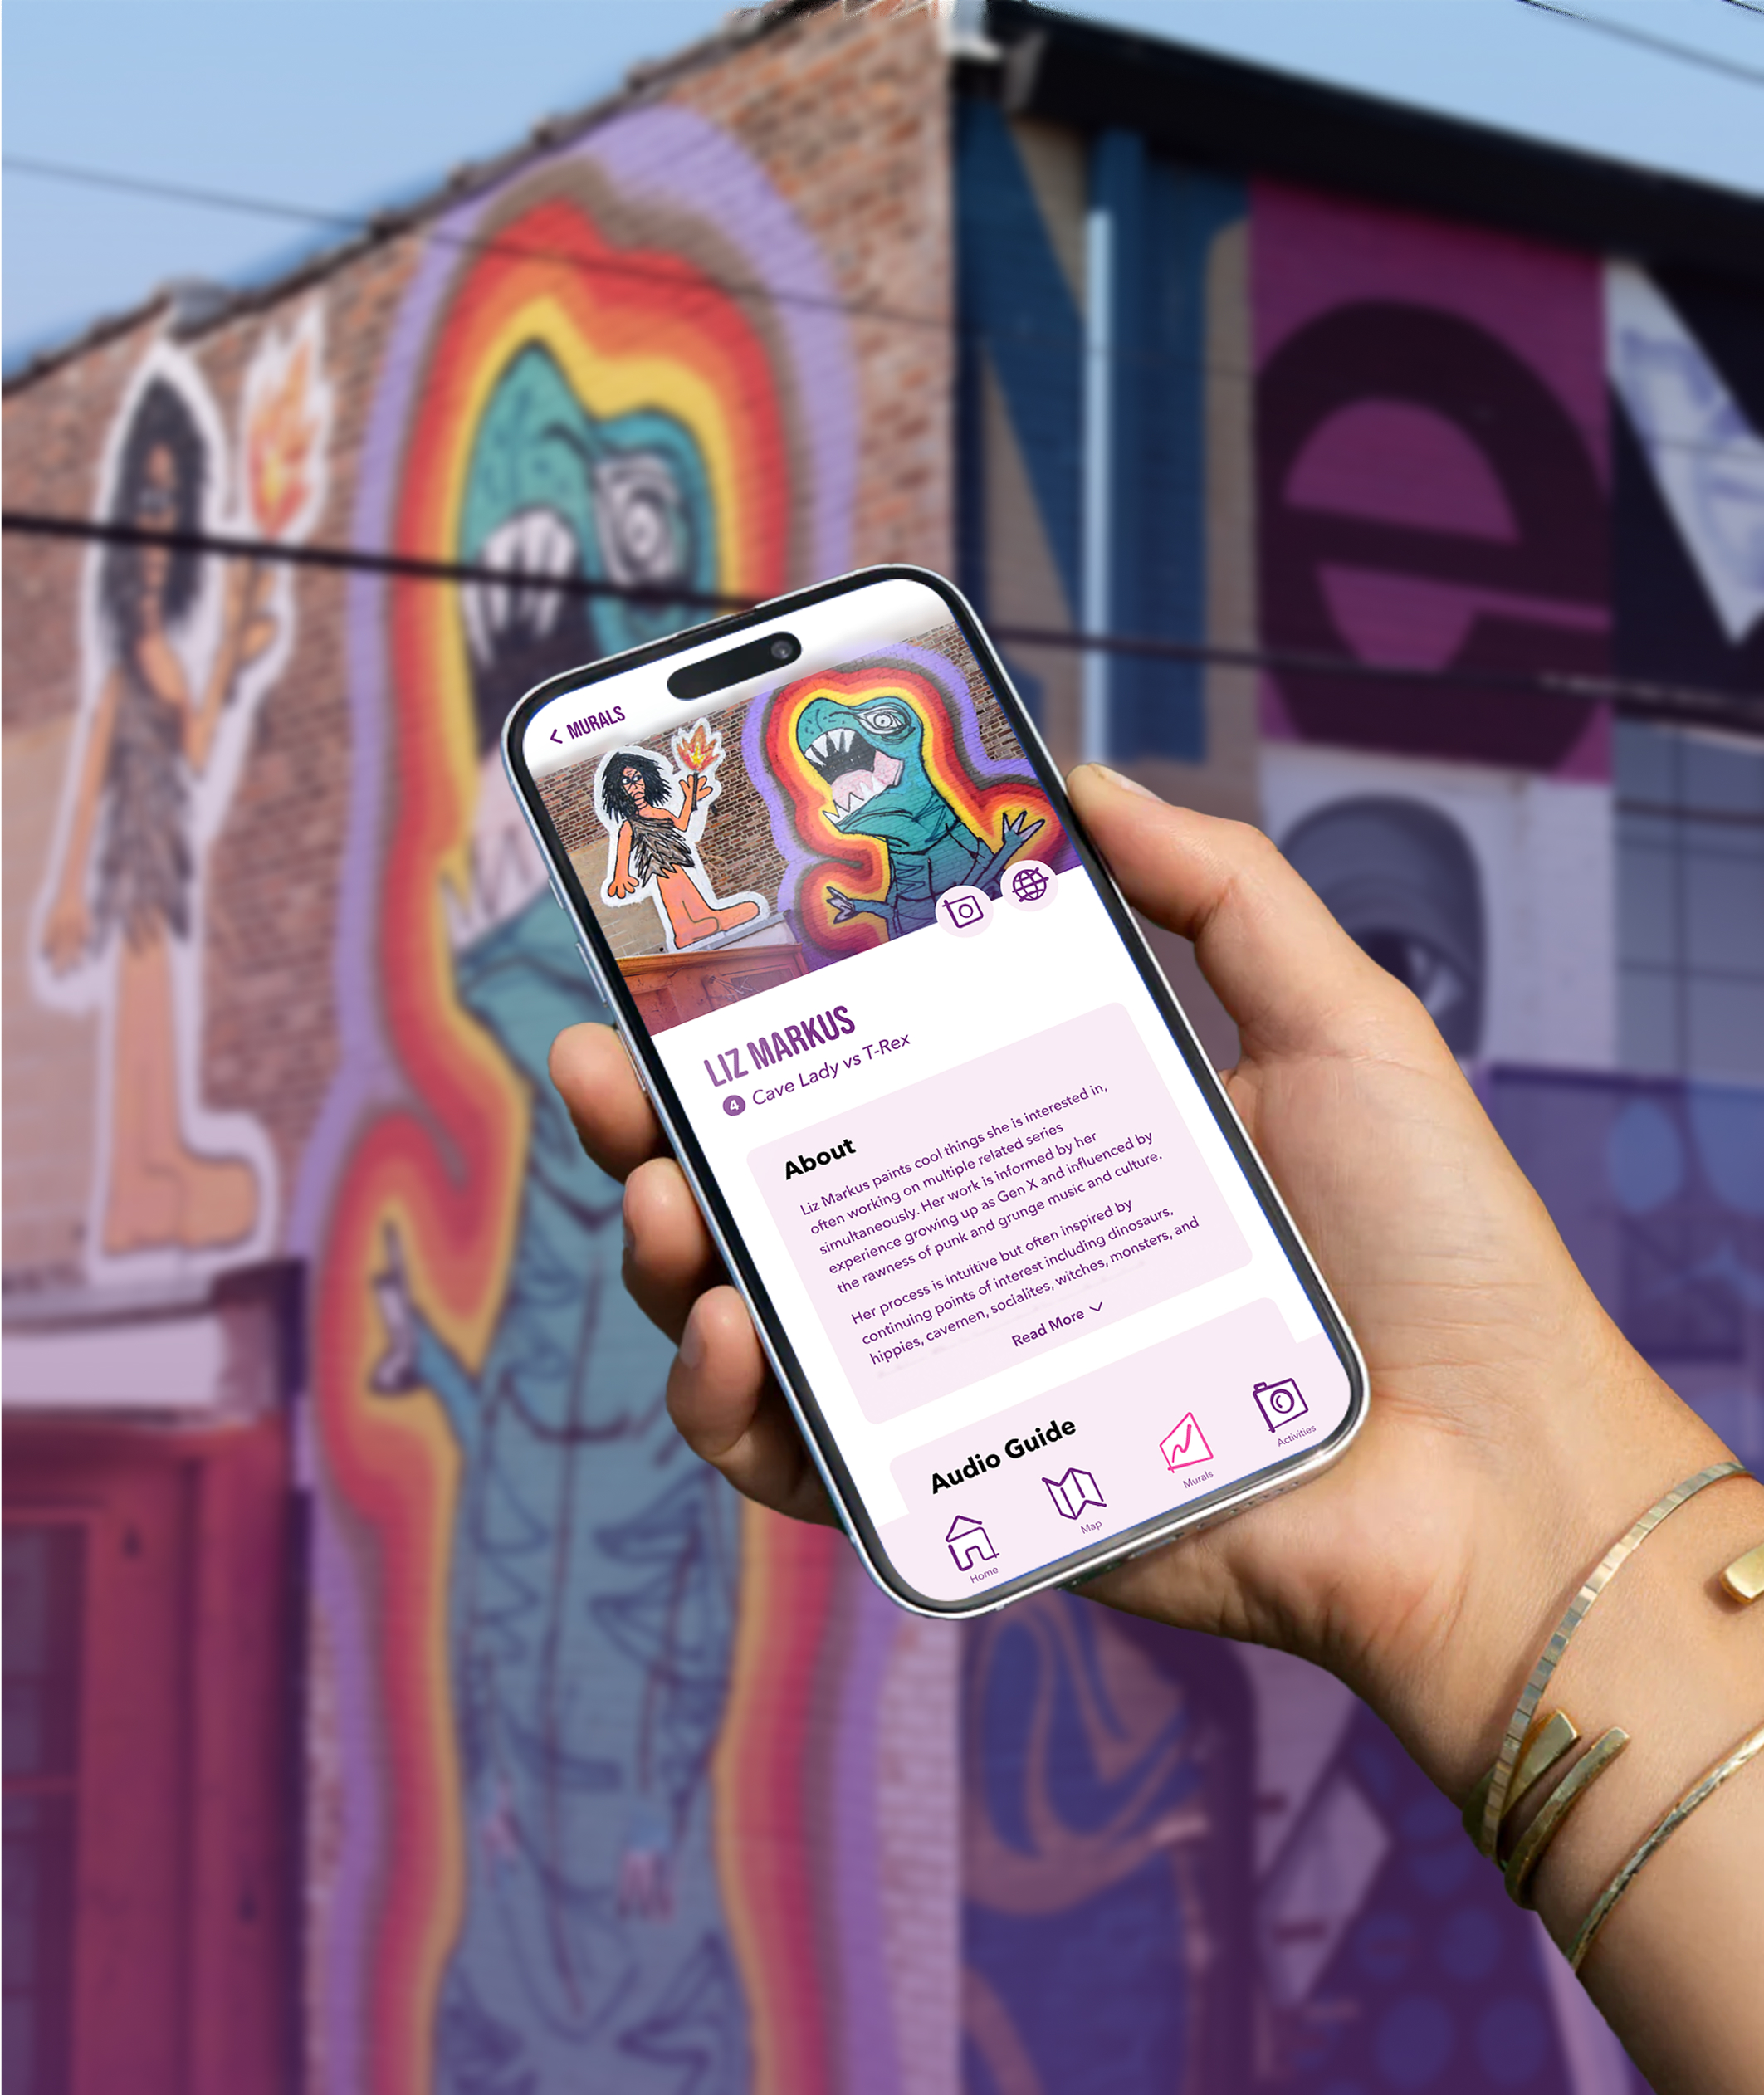 Ne
MURALS
LIZ MARKUS
4 Cave Lady vs T-Rex
About
Liz Markus paints cool things she is interested in,
often working on multiple related series
simultaneously. Her work is informed by her
experience growing up as Gen X and influenced by
the rawness of punk and grunge music and culture.
Her process is intuitive but often inspired by
continuing points of interest including dinosaurs,
hippies, cavemen, socialites, witches, monsters, and
Read More
Audio Guide
Home
Map
Murals
Activities